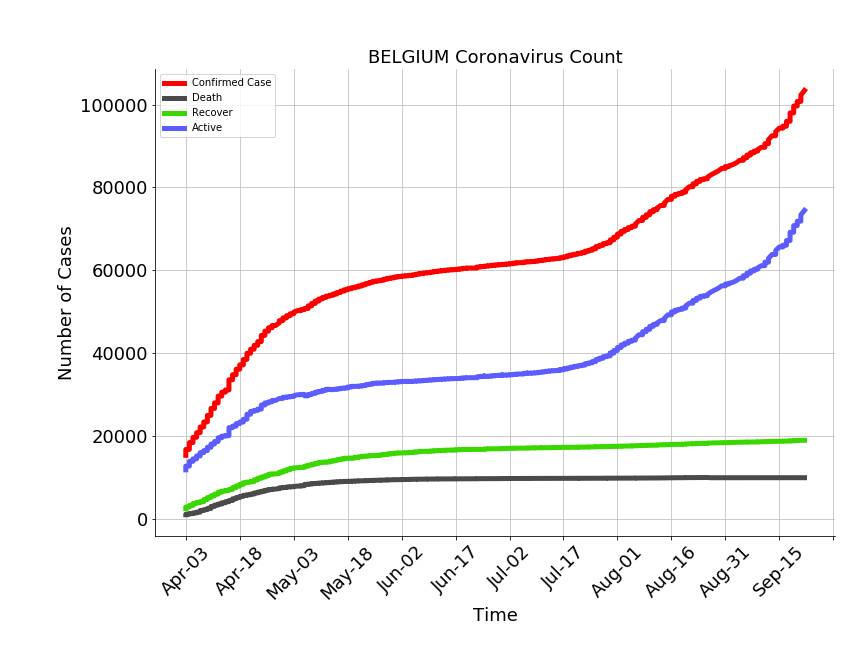 BELGIUM Coronavirus Count
Confirmed Case
Death
Recover
Active
100000
80000
60000
40000
20000
0
Number of Cases
Apr-03
Apr-18
May-03
May-18
Jun-02
Jun-17
Jul-02
Jul-17
Aug-01
Aug-16
Aug-31
Sep-15
Time